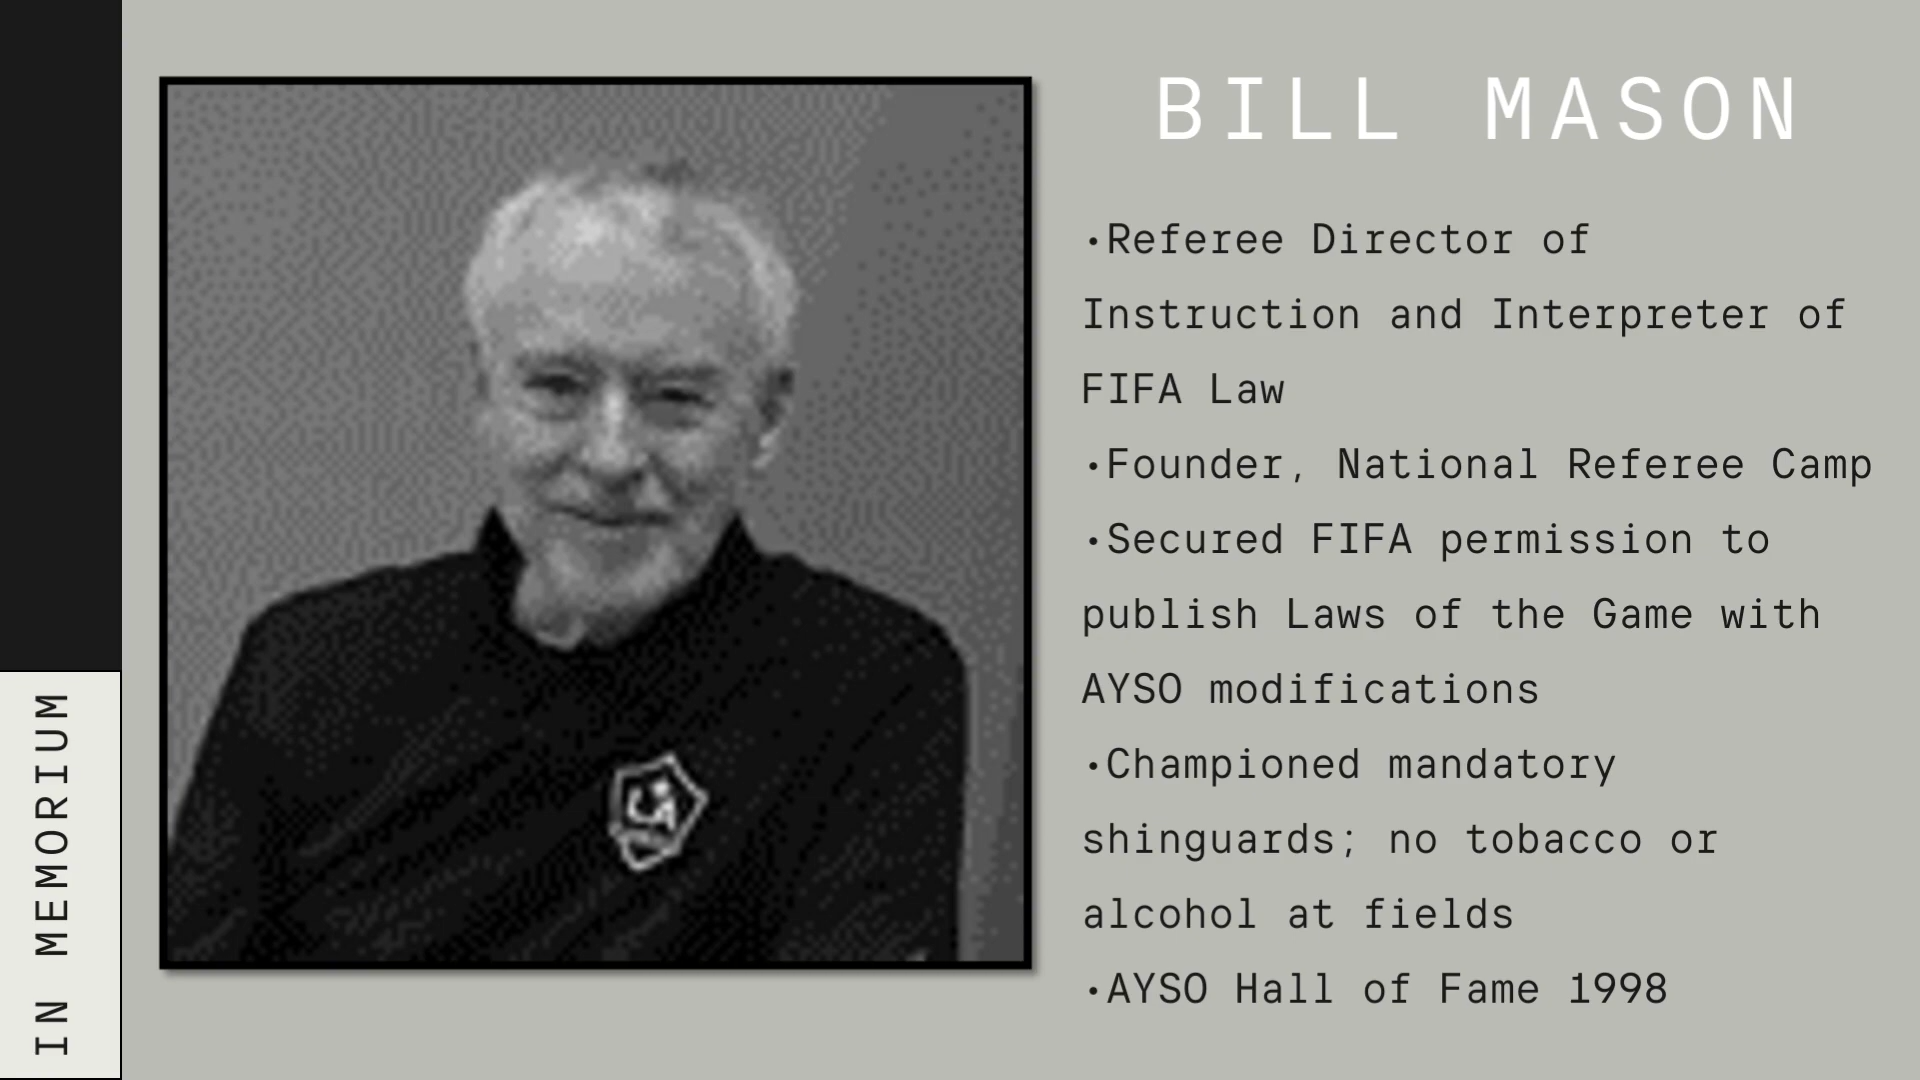 IN MEMORIUM
BILL MASON
•Referee Director of
Instruction and Interpreter of
FIFA Law
•Founder, National Referee Camp
•Secured FIFA permission to
publish Laws of the Game with
AYSO modifications
•Championed mandatory
shinguards; no tobacco or
alcohol at fields
•AYSO Hall of Fame 1998